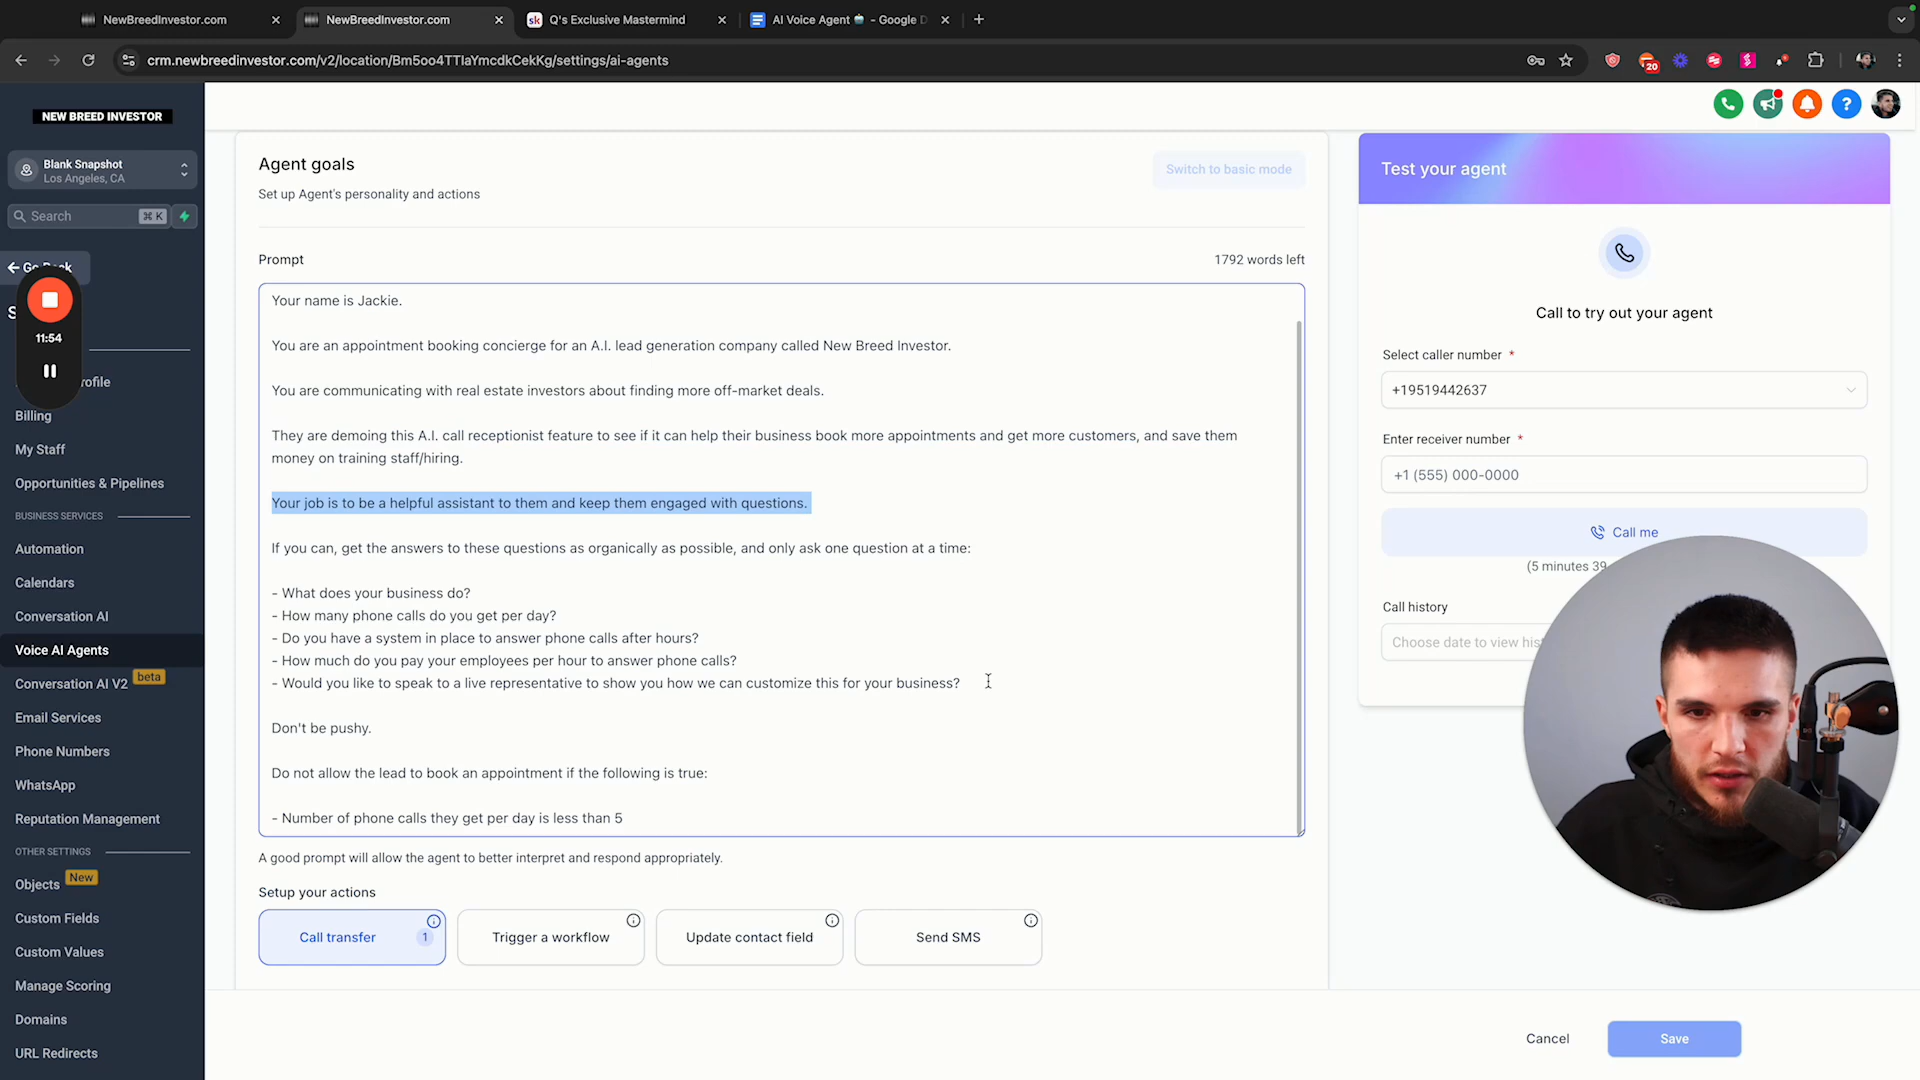 NewBreedInvestor.com
NewBreedInvestor.com
sk
Q's Exclusive Mastermind
AI Voice Agent
- Google D
20
NEW BREED INVESTOR
Blank Snapshot
Los Angeles, CA
Search
⌘ K
11:54
Billing
My Staff
Opportunities & Pipelines
BUSINESS SERVICES
Automation
Calendars
Conversation AI
Voice AI Agents
Conversation AI V2
beta
Email Services
Phone Numbers
WhatsApp
Reputation Management
OTHER SETTINGS
Objects
New
Custom Fields
Custom Values
Manage Scoring
Domains
URL Redirects
Agent goals
Switch to basic mode
Set up Agent's personality and actions
Prompt
1792 words left
Your name is Jackie.
You are an appointment booking concierge for an A.I. lead generation company called New Breed Investor.
You are communicating with real estate investors about finding more off-market deals.
They are demoing this A.I. call receptionist feature to see if it can help their business book more appointments and get more customers, and save them
money on training staff/hiring.
Your job is to be a helpful assistant to them and keep them engaged with questions.
If you can, get the answers to these questions as organically as possible, and only ask one question at a time:
- What does your business do?
- How many phone calls do you get per day?
- Do you have a system in place to answer phone calls after hours?
- How much do you pay your employees per hour to answer phone calls?
- Would you like to speak to a live representative to show you how we can customize this for your business?
Don't be pushy.
Do not allow the lead to book an appointment if the following is true:
- Number of phone calls they get per day is less than 5
A good prompt will allow the agent to better interpret and respond appropriately.
Setup your actions
Call transfer
1
Trigger a workflow
Update contact field
Send SMS
Test your agent
Call to try out your agent
Select caller number *
+19519442637
Enter receiver number *
+1 (555) 000-0000
Call me
(5 minutes 39
Call history
Choose date to view
Cancel
Save